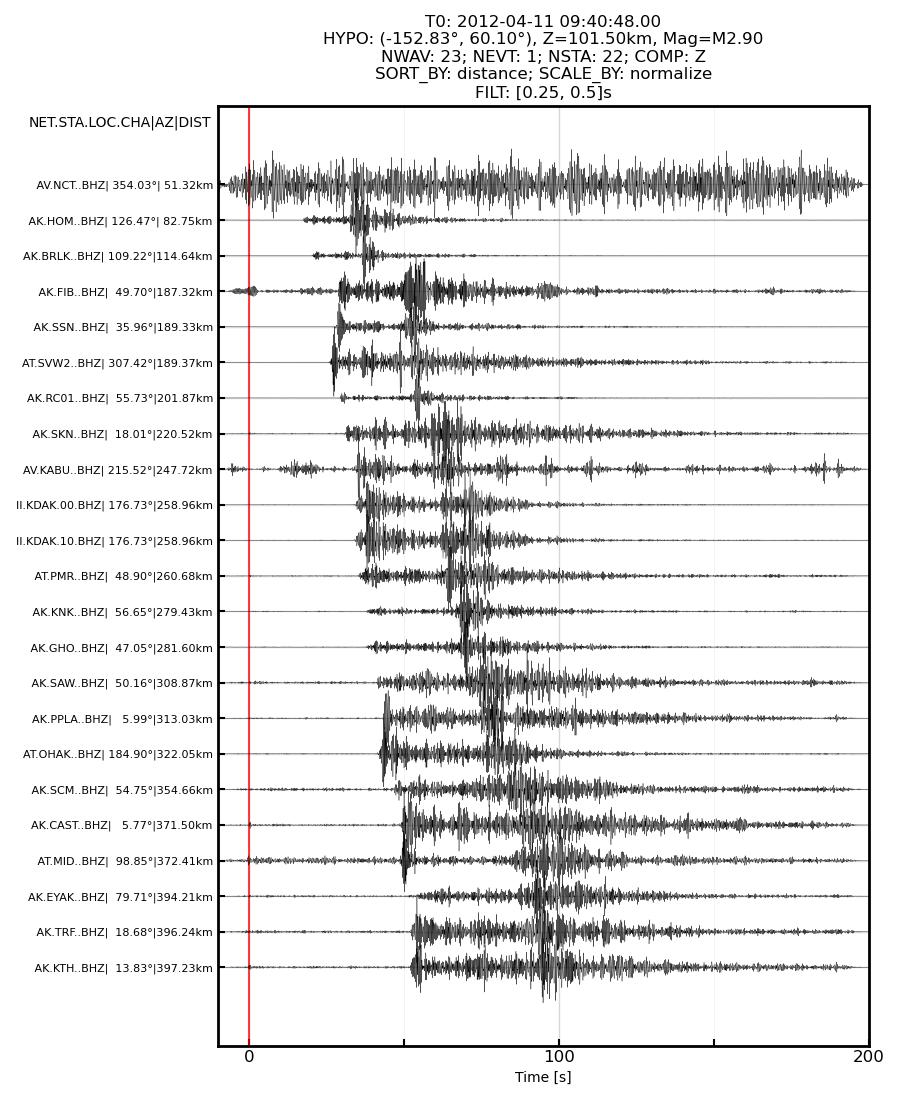 T0: 2012-04-11 09:40:48.00
HYPO: (-152.83°, 60.10°), Z=101.50km, Mag=M2.90
NWAV: 23; NEVT: 1; NSTA: 22; COMP: Z
SORT_BY: distance; SCALE_BY: normalize
FILT: [0.25, 0.5]s
NET.STA.LOC.CHA|AZ|DIST
AV.NCT..BHZ| 354.03°| 51.32km
AK.HOM..BHZ| 126.47°| 82.75km
AK.BRLK..BHZ| 109.22°|114.64km
AK.FIB..BHZ|  49.70°|187.32km
AK.SSN..BHZ|  35.96°|189.33km
AT.SVW2..BHZ| 307.42°|189.37km
AK.RC01..BHZ|  55.73°|201.87km
AK.SKN..BHZ|  18.01°|220.52km
AV.KABU..BHZ| 215.52°|247.72km
II.KDAK.00.BHZ| 176.73°|258.96km
II.KDAK.10.BHZ| 176.73°|258.96km
AT.PMR..BHZ|  48.90°|260.68km
AK.KNK..BHZ|  56.65°|279.43km
AK.GHO..BHZ|  47.05°|281.60km
AK.SAW..BHZ|  50.16°|308.87km
AK.PPLA..BHZ|   5.99°|313.03km
AT.OHAK..BHZ| 184.90°|322.05km
AK.SCM..BHZ|  54.75°|354.66km
AK.CAST..BHZ|   5.77°|371.50km
AT.MID..BHZ|  98.85°|372.41km
AK.EYAK..BHZ|  79.71°|394.21km
AK.TRF..BHZ|  18.68°|396.24km
AK.KTH..BHZ|  13.83°|397.23km
0 100 200
Time [s]